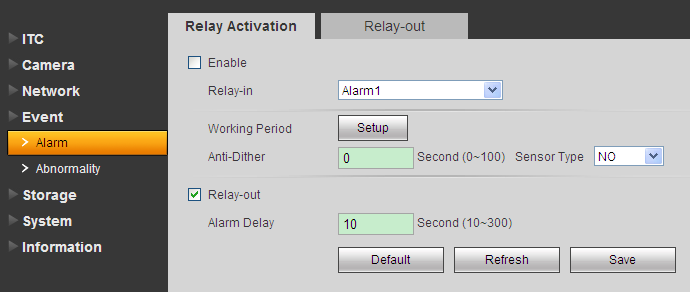 ITC
Camera
Network
Event
Alarm
Abnormality
Storage
System
Information
Relay Activation Relay-out
Enable
Relay-in Alarm1
Working Period Setup
Anti-Dither 0 Second (0~100) Sensor Type NO
Relay-out
Alarm Delay 10 Second (10~300)
Default Refresh Save